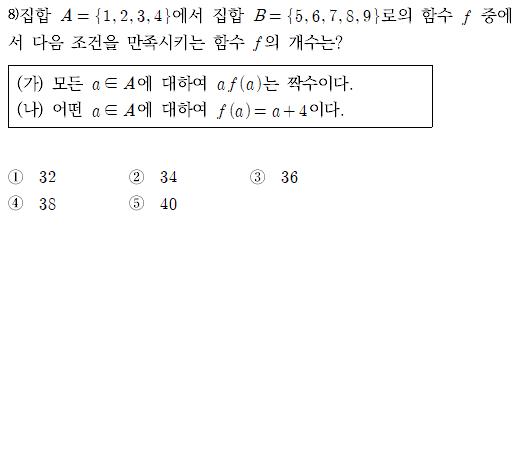 8)집합 A = {1, 2, 3, 4}에서 집합 B = {5, 6, 7, 8, 9}로의 함수 f 중에
서 다음 조건을 만족시키는 함수 f의 개수는?
(가) 모든 a ∈ A에 대하여 a f(a)는 짝수이다.
(나) 어떤 a ∈ A에 대하여 f(a) = a + 4이다.
① 32 ② 34 ③ 36
④ 38 ⑤ 40